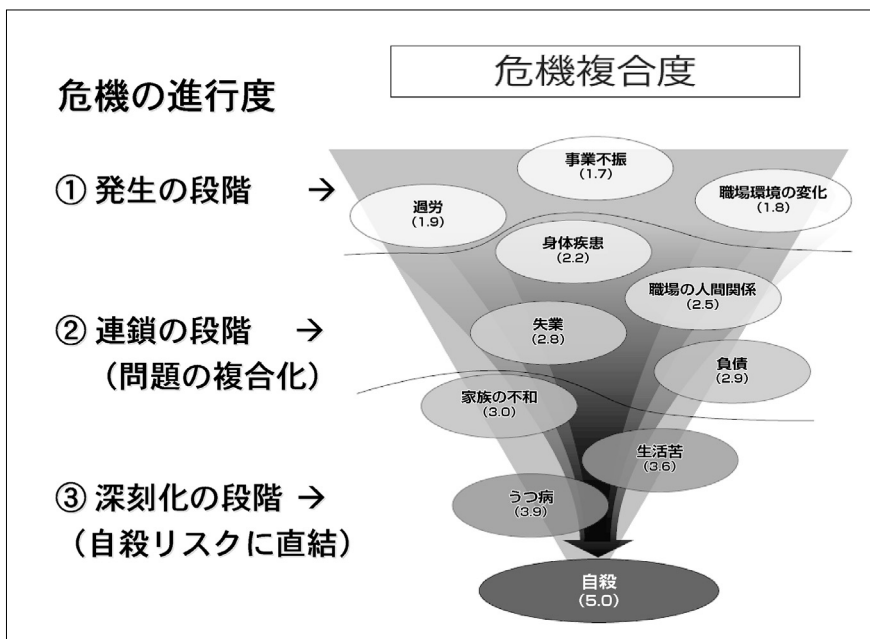 危機複合度
危機の進行度
① 発生の段階 →
② 連鎖の段階 →
（問題の複合化）
③ 深刻化の段階 →
（自殺リスクに直結）
事業不振
(1.7)
職場環境の変化
(1.8)
過労
(1.9)
身体疾患
(2.2)
職場の人間関係
(2.5)
失業
(2.8)
負債
(2.9)
家族の不和
(3.0)
生活苦
(3.6)
うつ病
(3.9)
自殺
(5.0)